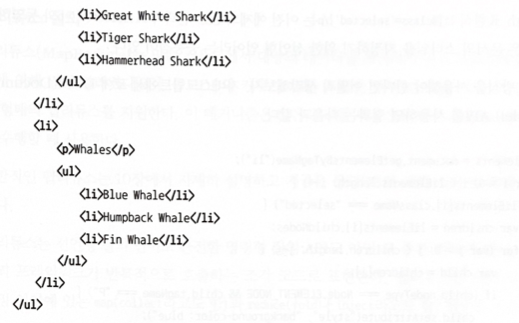 <li>Great White Shark</li>
<li>Tiger Shark</li>
<li>Hammerhead Shark</li>
</ul>
</li>
<li>
<p>Whales</p>
<ul>
<li>Blue Whale</li>
<li>Humpback Whale</li>
<li>Fin Whale</li>
</ul>
</li>
</ul>